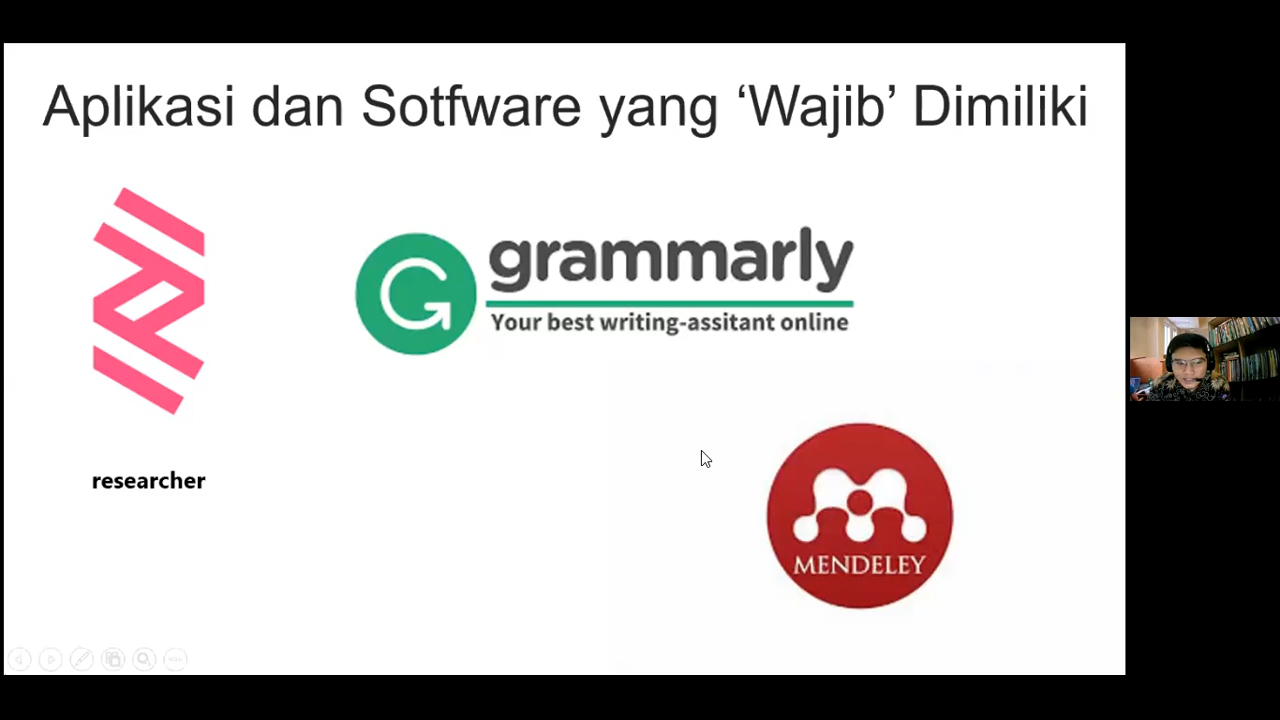 Aplikasi dan Sotfware yang ‘Wajib’ Dimiliki
grammarly
Your best writing-assitant online
researcher
MENDELEY